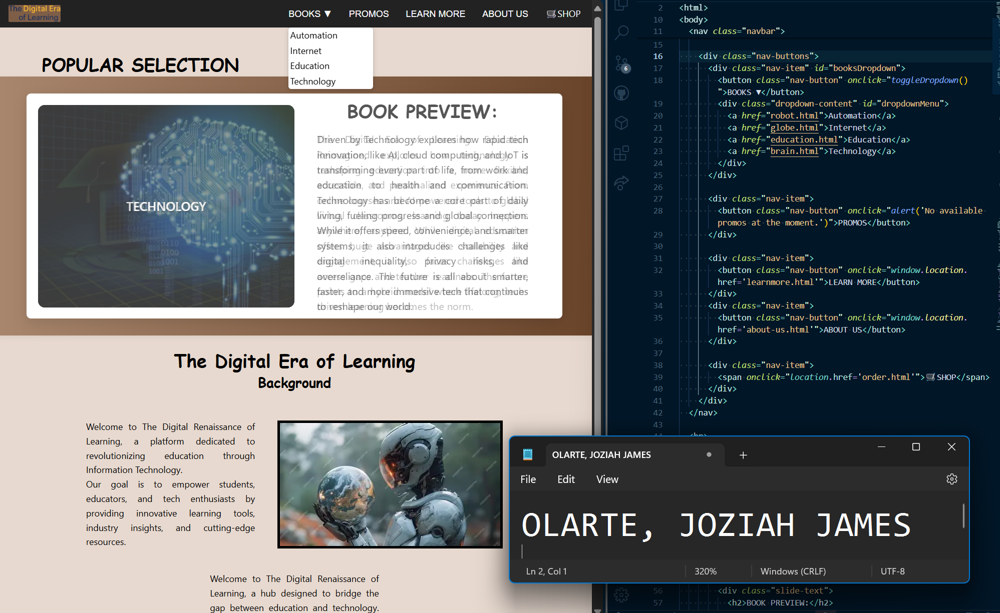 The Digital Era
of Learning
BOOKS ▼
PROMOS
LEARN MORE
ABOUT US
🛒SHOP
Automation
Internet
Education
Technology
POPULAR SELECTION
TECHNOLOGY
BOOK PREVIEW:
Driven by Technology explores how rapid tech
innovation, like AI, cloud computing, and IoT is
transforming every part of life, from work and
education to health and communication.
Technology has become a core part of daily
living, fueling progress and global connection.
While it offers speed, convenience, and smarter
systems, it also introduces challenges like
digital inequality, privacy risks, and
overreliance. The future is all about smarter,
faster, and more immersive tech that continues
to reshape our world.
The Digital Era of Learning
Background
Welcome to The Digital Renaissance of
Learning, a platform dedicated to
revolutionizing education through
Information Technology.
Our goal is to empower students,
educators, and tech enthusiasts by
providing innovative learning tools,
industry insights, and cutting-edge
resources.
Welcome to The Digital Renaissance of
Learning, a hub designed to bridge the
gap between education and technology.
6
2 <html>
10 <body>
11 <nav class="navbar">
15
16 <div class="nav-buttons">
17 <div class="nav-item" id="booksDropdown">
18 <button class="nav-button" onclick="toggleDropdown()
">BOOKS ▼</button>
19 <div class="dropdown-content" id="dropdownMenu">
20 <a href="robot.html">Automation</a>
21 <a href="globe.html">Internet</a>
22 <a href="education.html">Education</a>
23 <a href="brain.html">Technology</a>
24 </div>
25 </div>
26
27 <div class="nav-item">
28 <button class="nav-button" onclick="alert('No available
promos at the moment.')">PROMOS</button>
29 </div>
30
31 <div class="nav-item">
32 <button class="nav-button" onclick="window.location.
href='learnmore.html'">LEARN MORE</button>
33 </div>
34 <div class="nav-item">
35 <button class="nav-button" onclick="window.location.
href='about-us.html'">ABOUT US</button>
36 </div>
37
38 <div class="nav-item">
39 <span onclick="location.href='order.html'">🛒SHOP</span>
40 </div>
41 </div>
42 </nav>
43
OLARTE, JOZIAH JAMES
File Edit View
OLARTE, JOZIAH JAMES
Ln 2, Col 1
320%
Windows (CRLF)
UTF-8
56 <div class="slide-text">
57 <h2>BOOK PREVIEW:</h2>